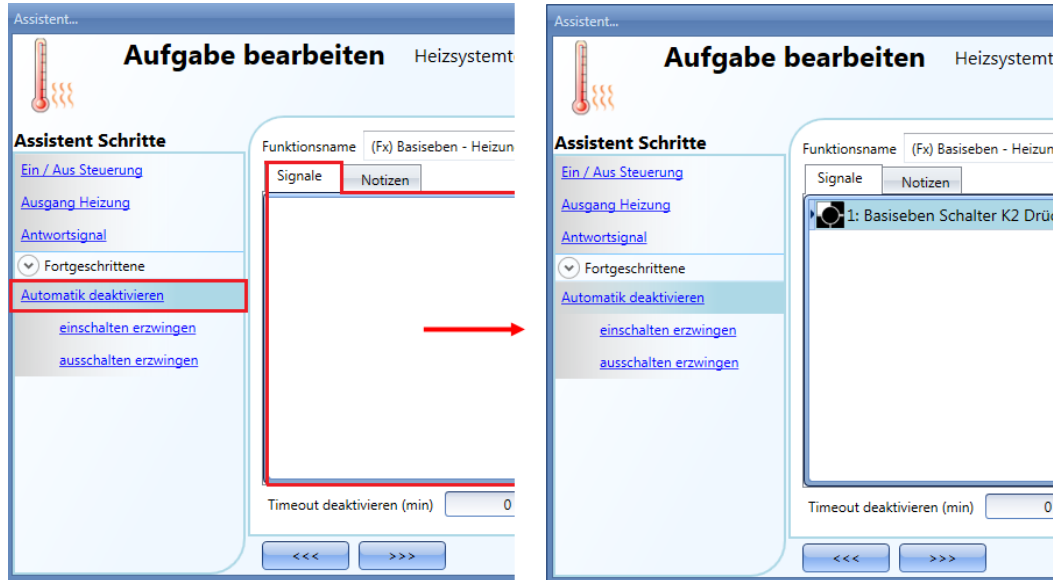 Assistent...
Aufgabe bearbeiten Heizsystemt
Assistent Schritte
Ein / Aus Steuerung
Ausgang Heizung
Antwortsignal
Fortgeschrittene
Automatik deaktivieren
einschalten erzwingen
ausschalten erzwingen
Funktionsname (Fx) Basiseben - Heizun
Signale Notizen
Timeout deaktivieren (min) 0
<<< >>>
Assistent...
Aufgabe bearbeiten Heizsystemt
Assistent Schritte
Ein / Aus Steuerung
Ausgang Heizung
Antwortsignal
Fortgeschrittene
Automatik deaktivieren
einschalten erzwingen
ausschalten erzwingen
Funktionsname (Fx) Basiseben - Heizun
Signale Notizen
1: Basiseben Schalter K2 Drü
Timeout deaktivieren (min) 0
<<< >>>